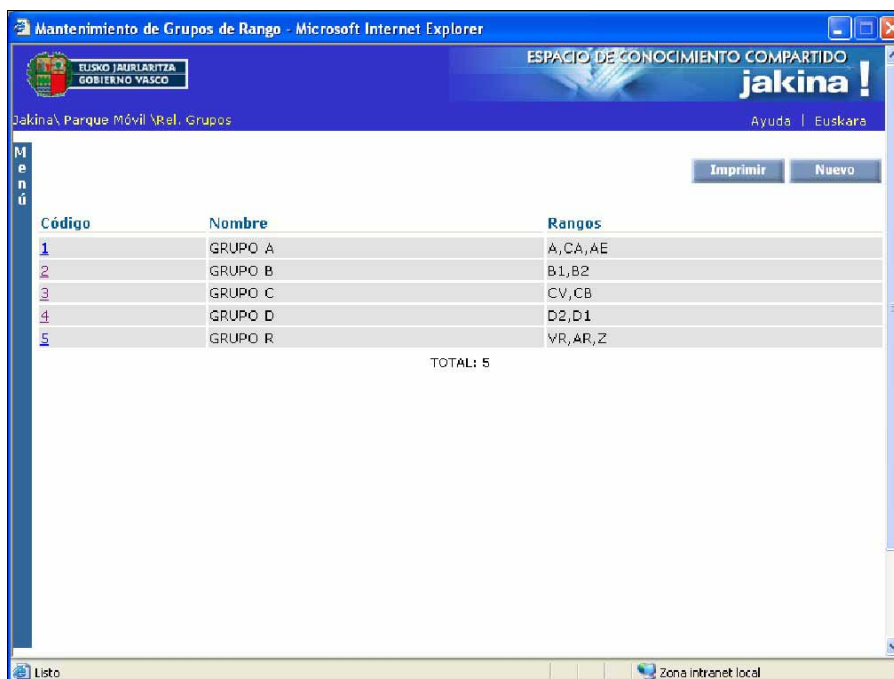 Mantenimiento de Grupos de Rango - Microsoft Internet Explorer
EUSKO JAURLARITZA
GOBIERNO VASCO
ESPACIO DE CONOCIMIENTO COMPARTIDO
jakina!
Jakina\ Parque Móvil \Rel. Grupos
Ayuda | Euskara
Menú
Imprimir Nuevo
Código Nombre Rangos
1 GRUPO A A,CA,AE
2 GRUPO B B1,B2
3 GRUPO C CV,CB
4 GRUPO D D2,D1
5 GRUPO R VR,AR,Z
TOTAL: 5
Listo Zona intranet local